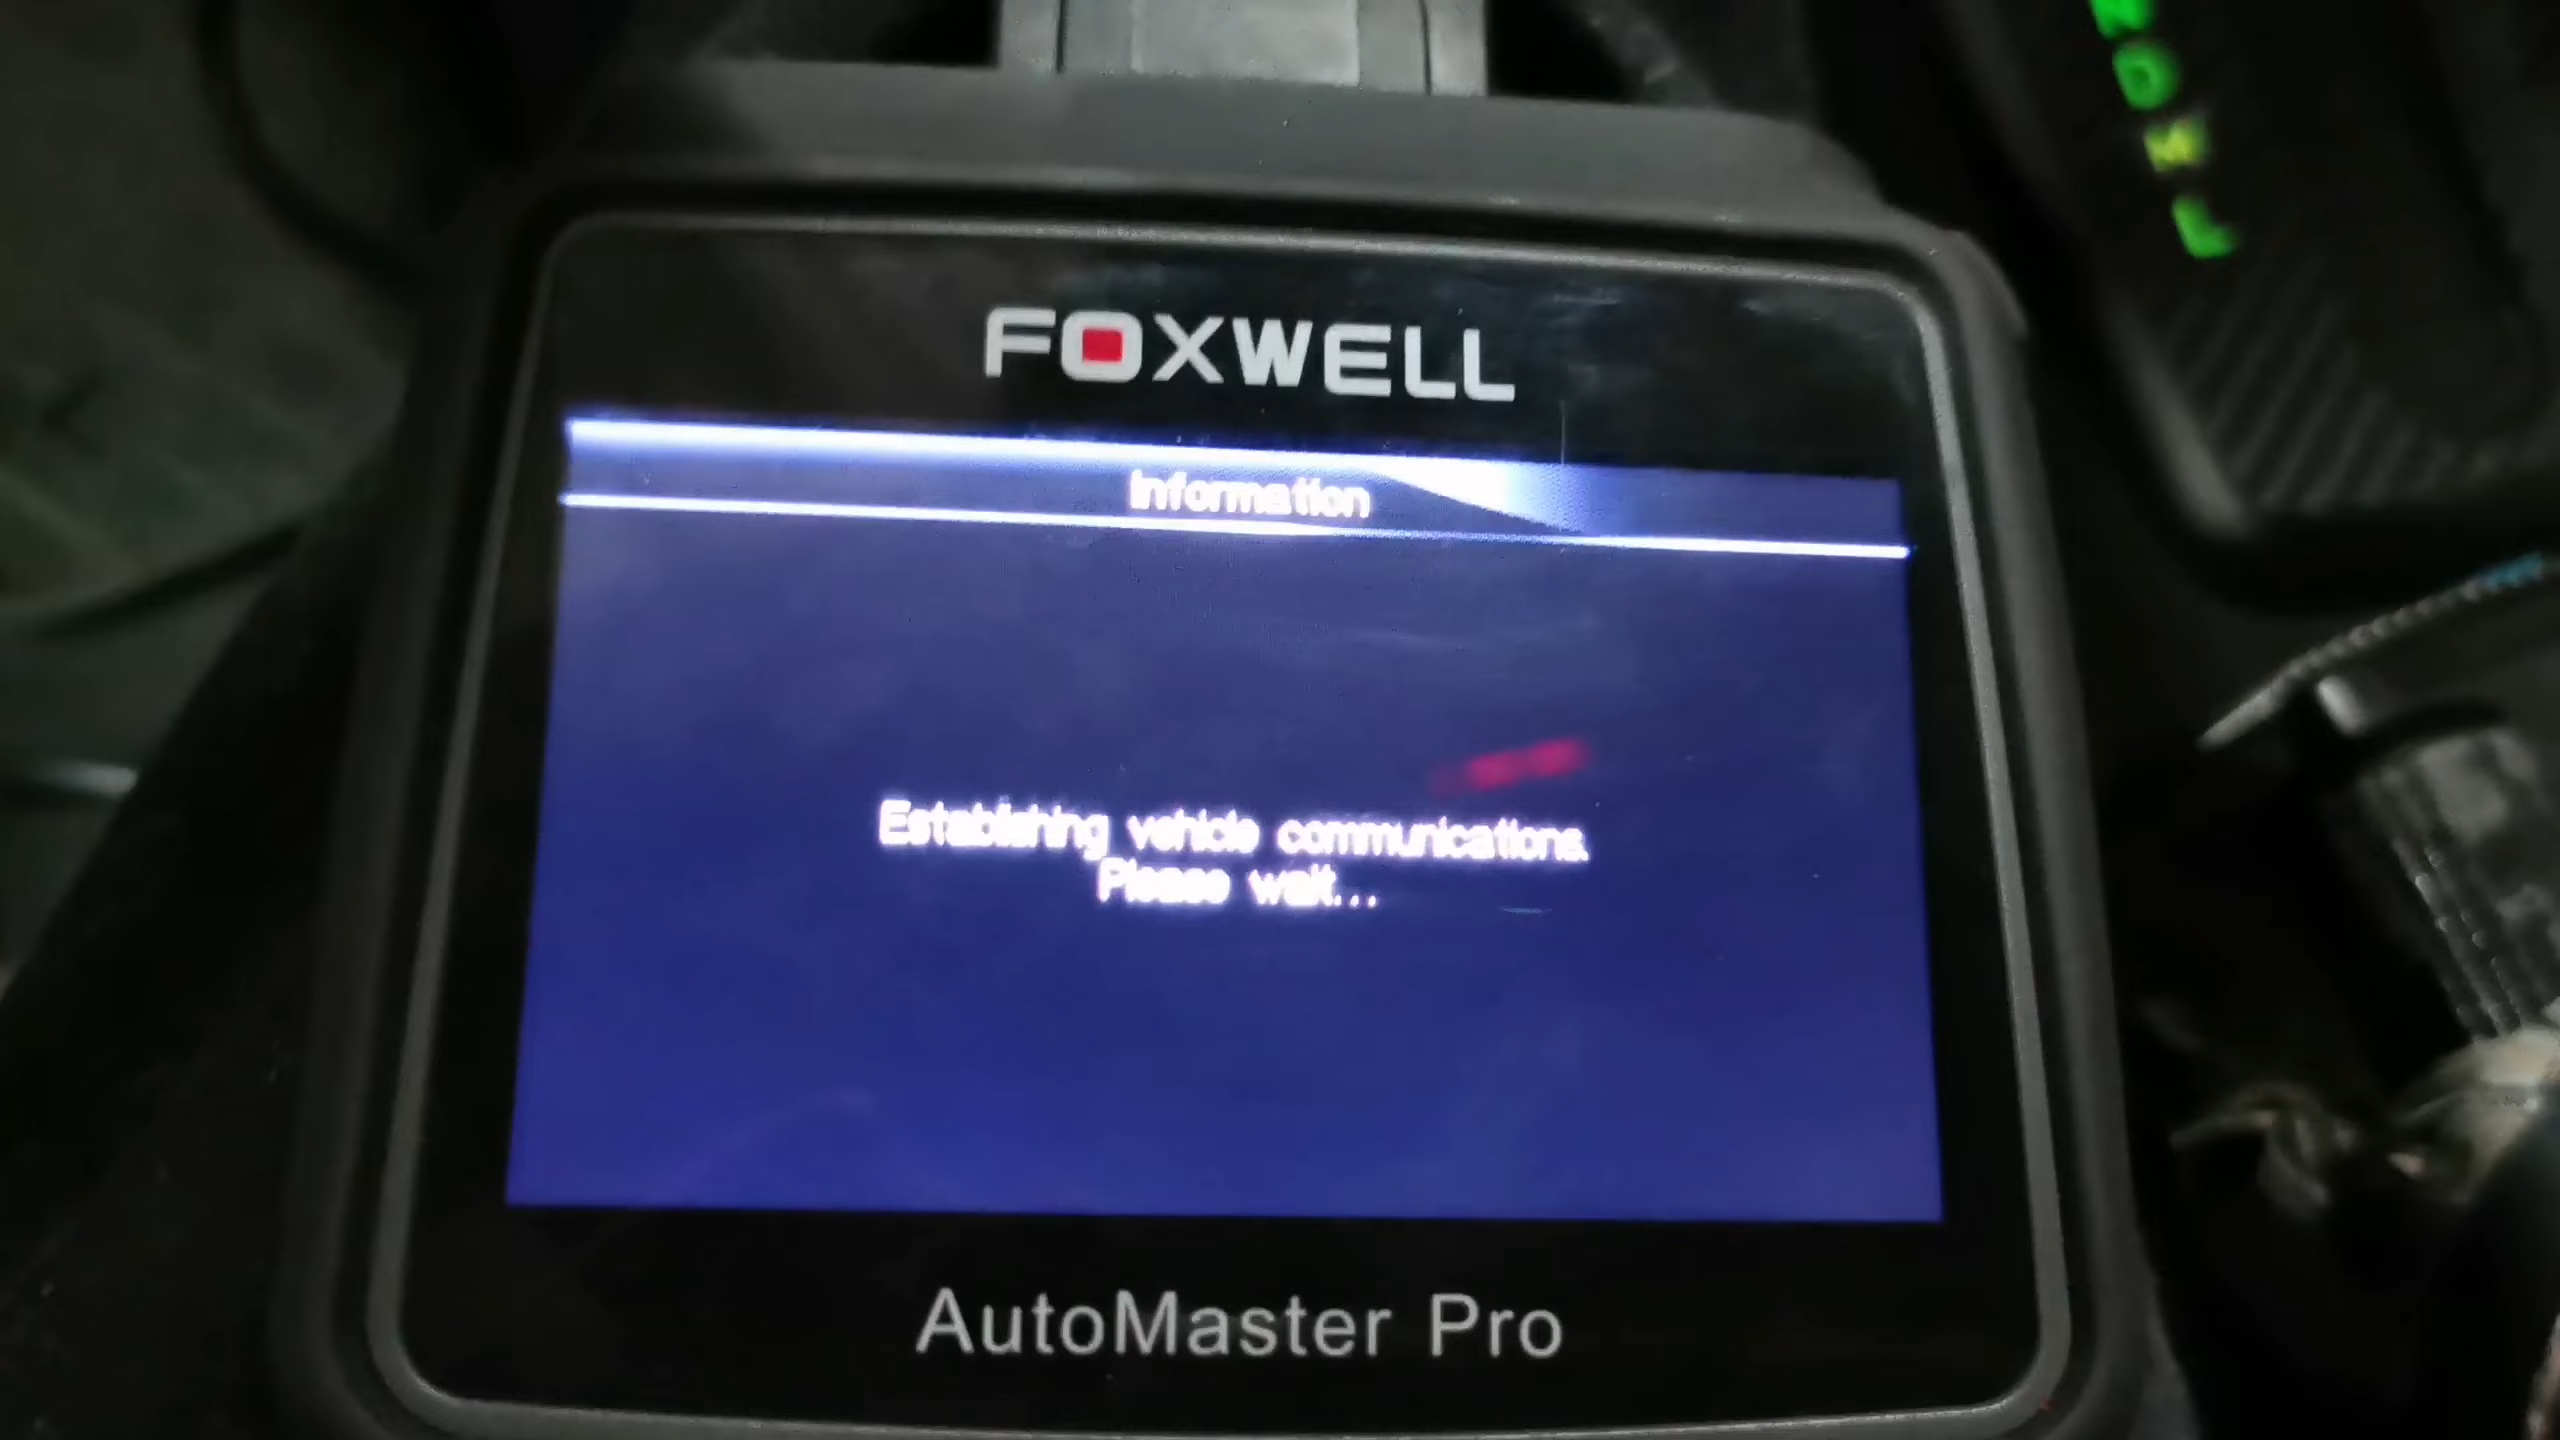 N
D
M
L
FOXWELL
Information
Establishing vehicle communications.
Please wait...
AutoMaster Pro